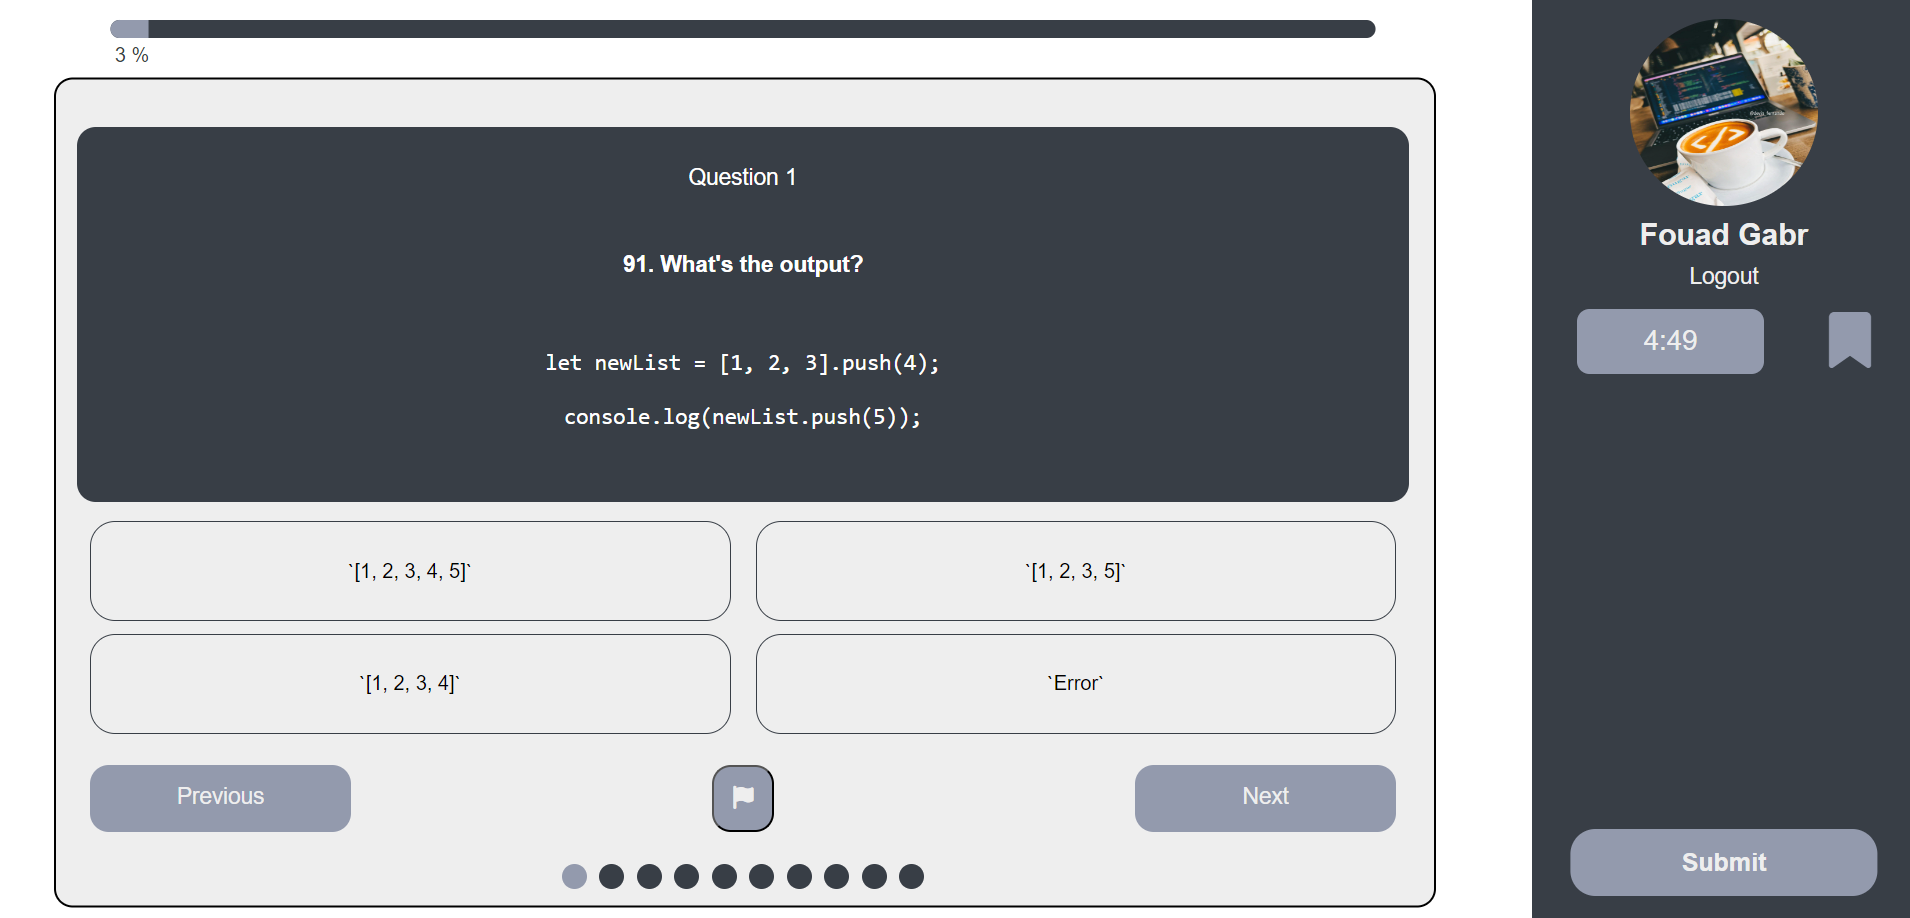 3 %
Question 1
91. What's the output?
let newList = [1, 2, 3].push(4);
console.log(newList.push(5));
`[1, 2, 3, 4, 5]`
`[1, 2, 3, 5]`
`[1, 2, 3, 4]`
`Error`
Previous
Next
Fouad Gabr
Logout
4:49
Submit